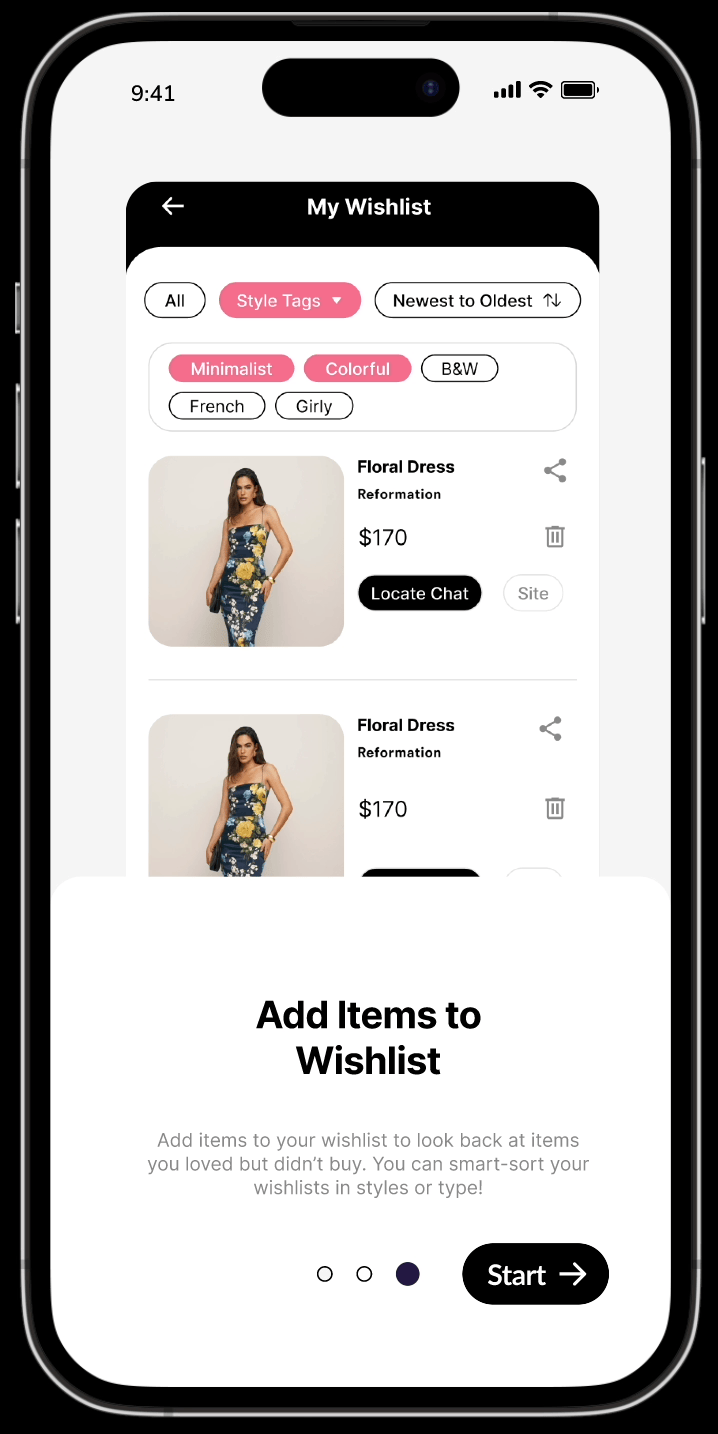 9:41
My Wishlist
All
Style Tags
Newest to Oldest
Minimalist
Colorful
B&W
French
Girly
Floral Dress
Reformation
$170
Locate Chat
Site
Floral Dress
Reformation
$170
Add Items to
Wishlist
Add items to your wishlist to look back at items
you loved but didn’t buy. You can smart-sort your
wishlists in styles or type!
Start